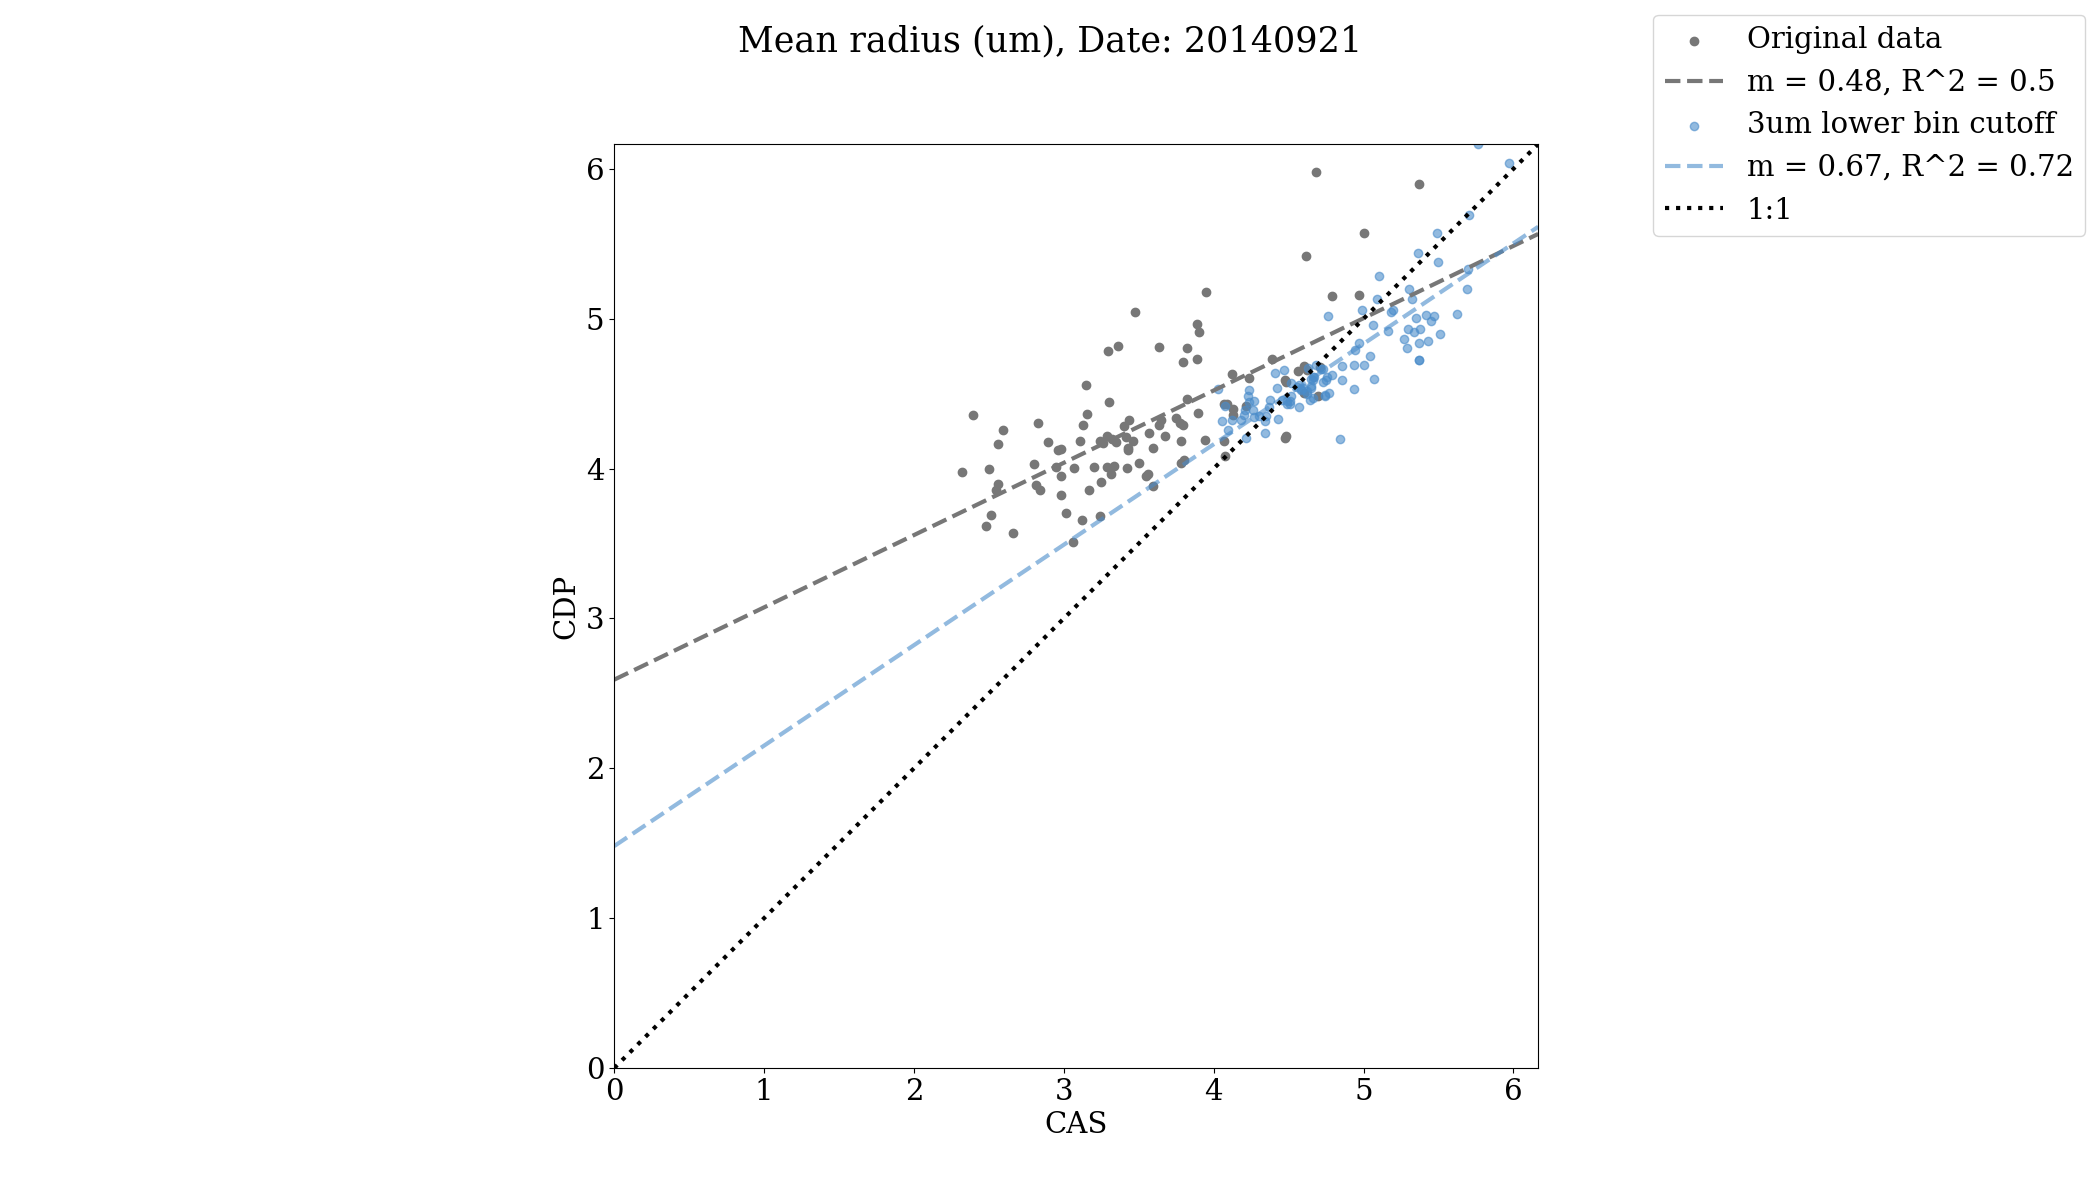 Mean radius (um), Date: 20140921
Original data
m = 0.48, R^2 = 0.5
3um lower bin cutoff
m = 0.67, R^2 = 0.72
1:1
6
5
4
3
2
1
0
CDP
0 1 2 3 4 5 6
CAS